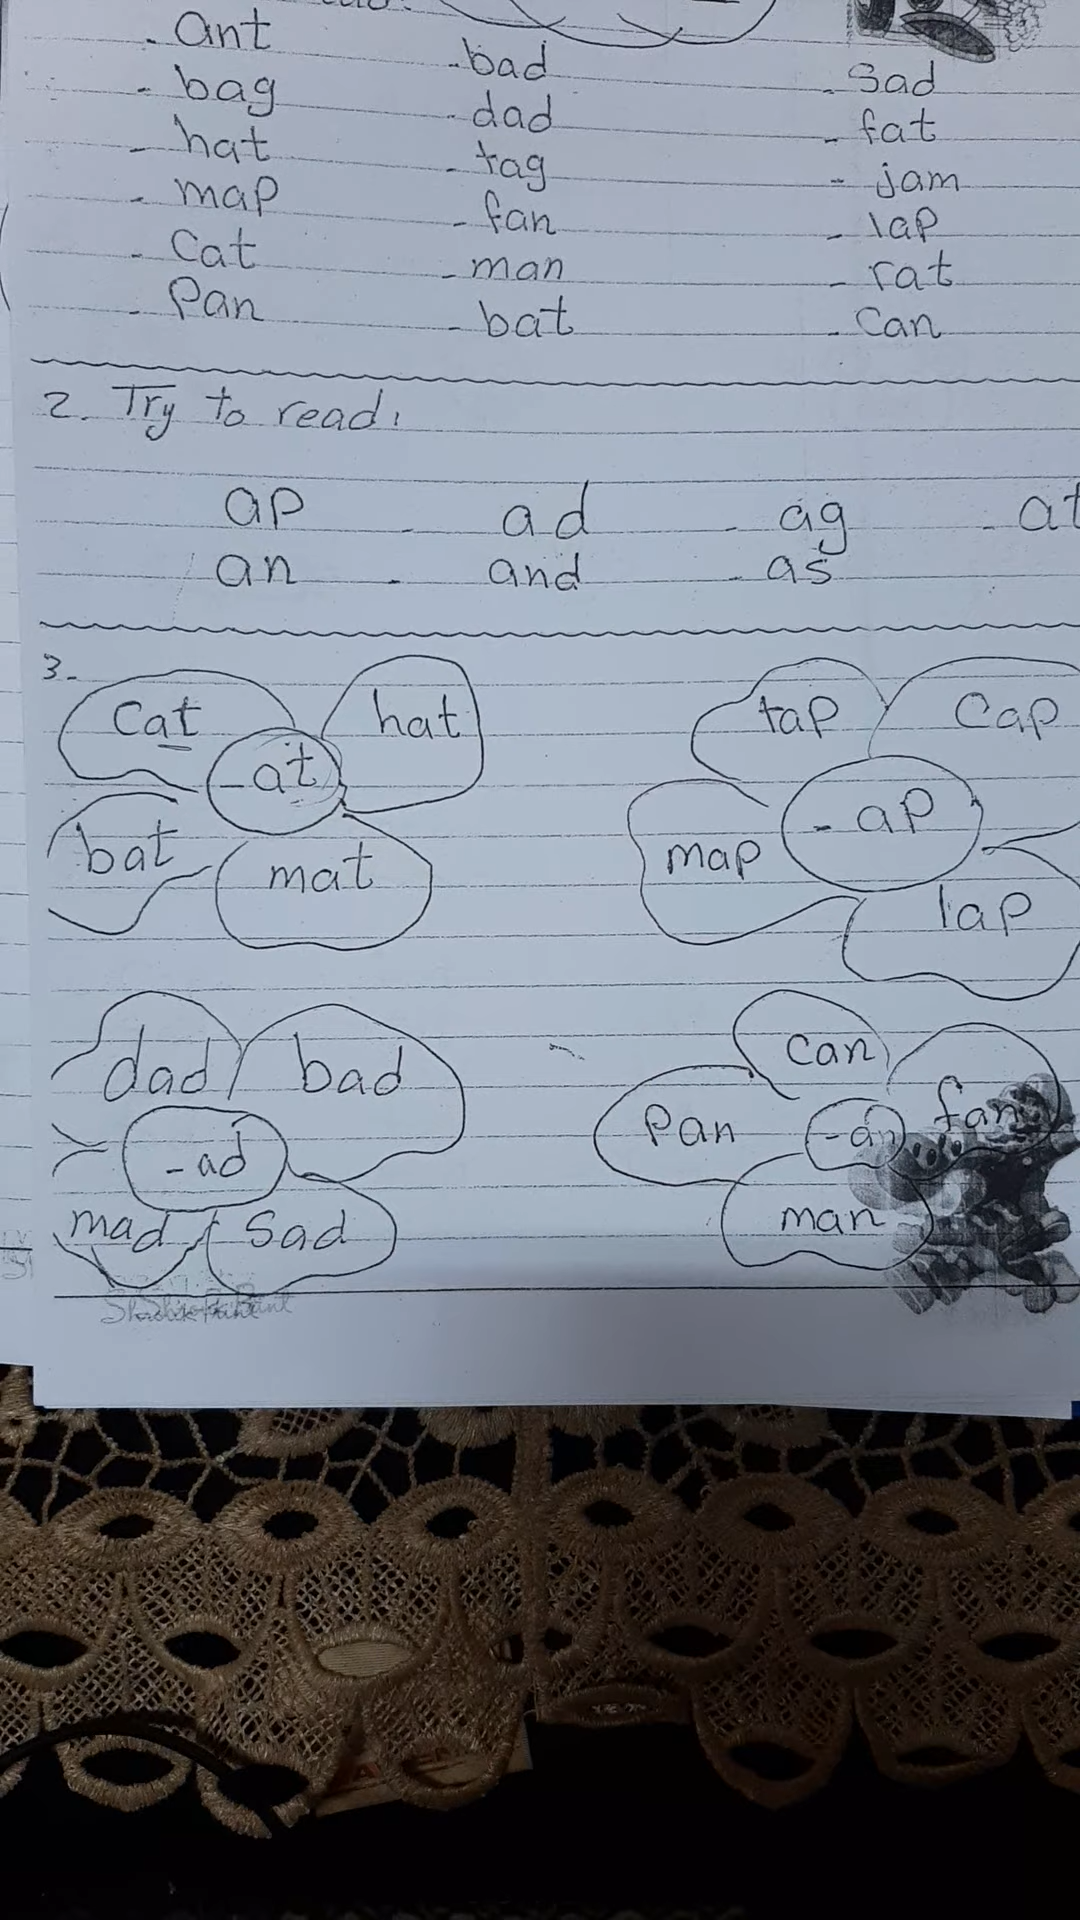 - ant - bad - sad
- bag - dad - fat
- hat - tag - jam
- map - fan - lap
- Cat - man - rat
- Pan - bat - Can
2. Try to read:
ap - ad - ag - at
an - and - as
3-
Cat hat tap Cap
- at - ap
bat mat map lap
dad bad can fan
- ad Pan - an
mad Sad man